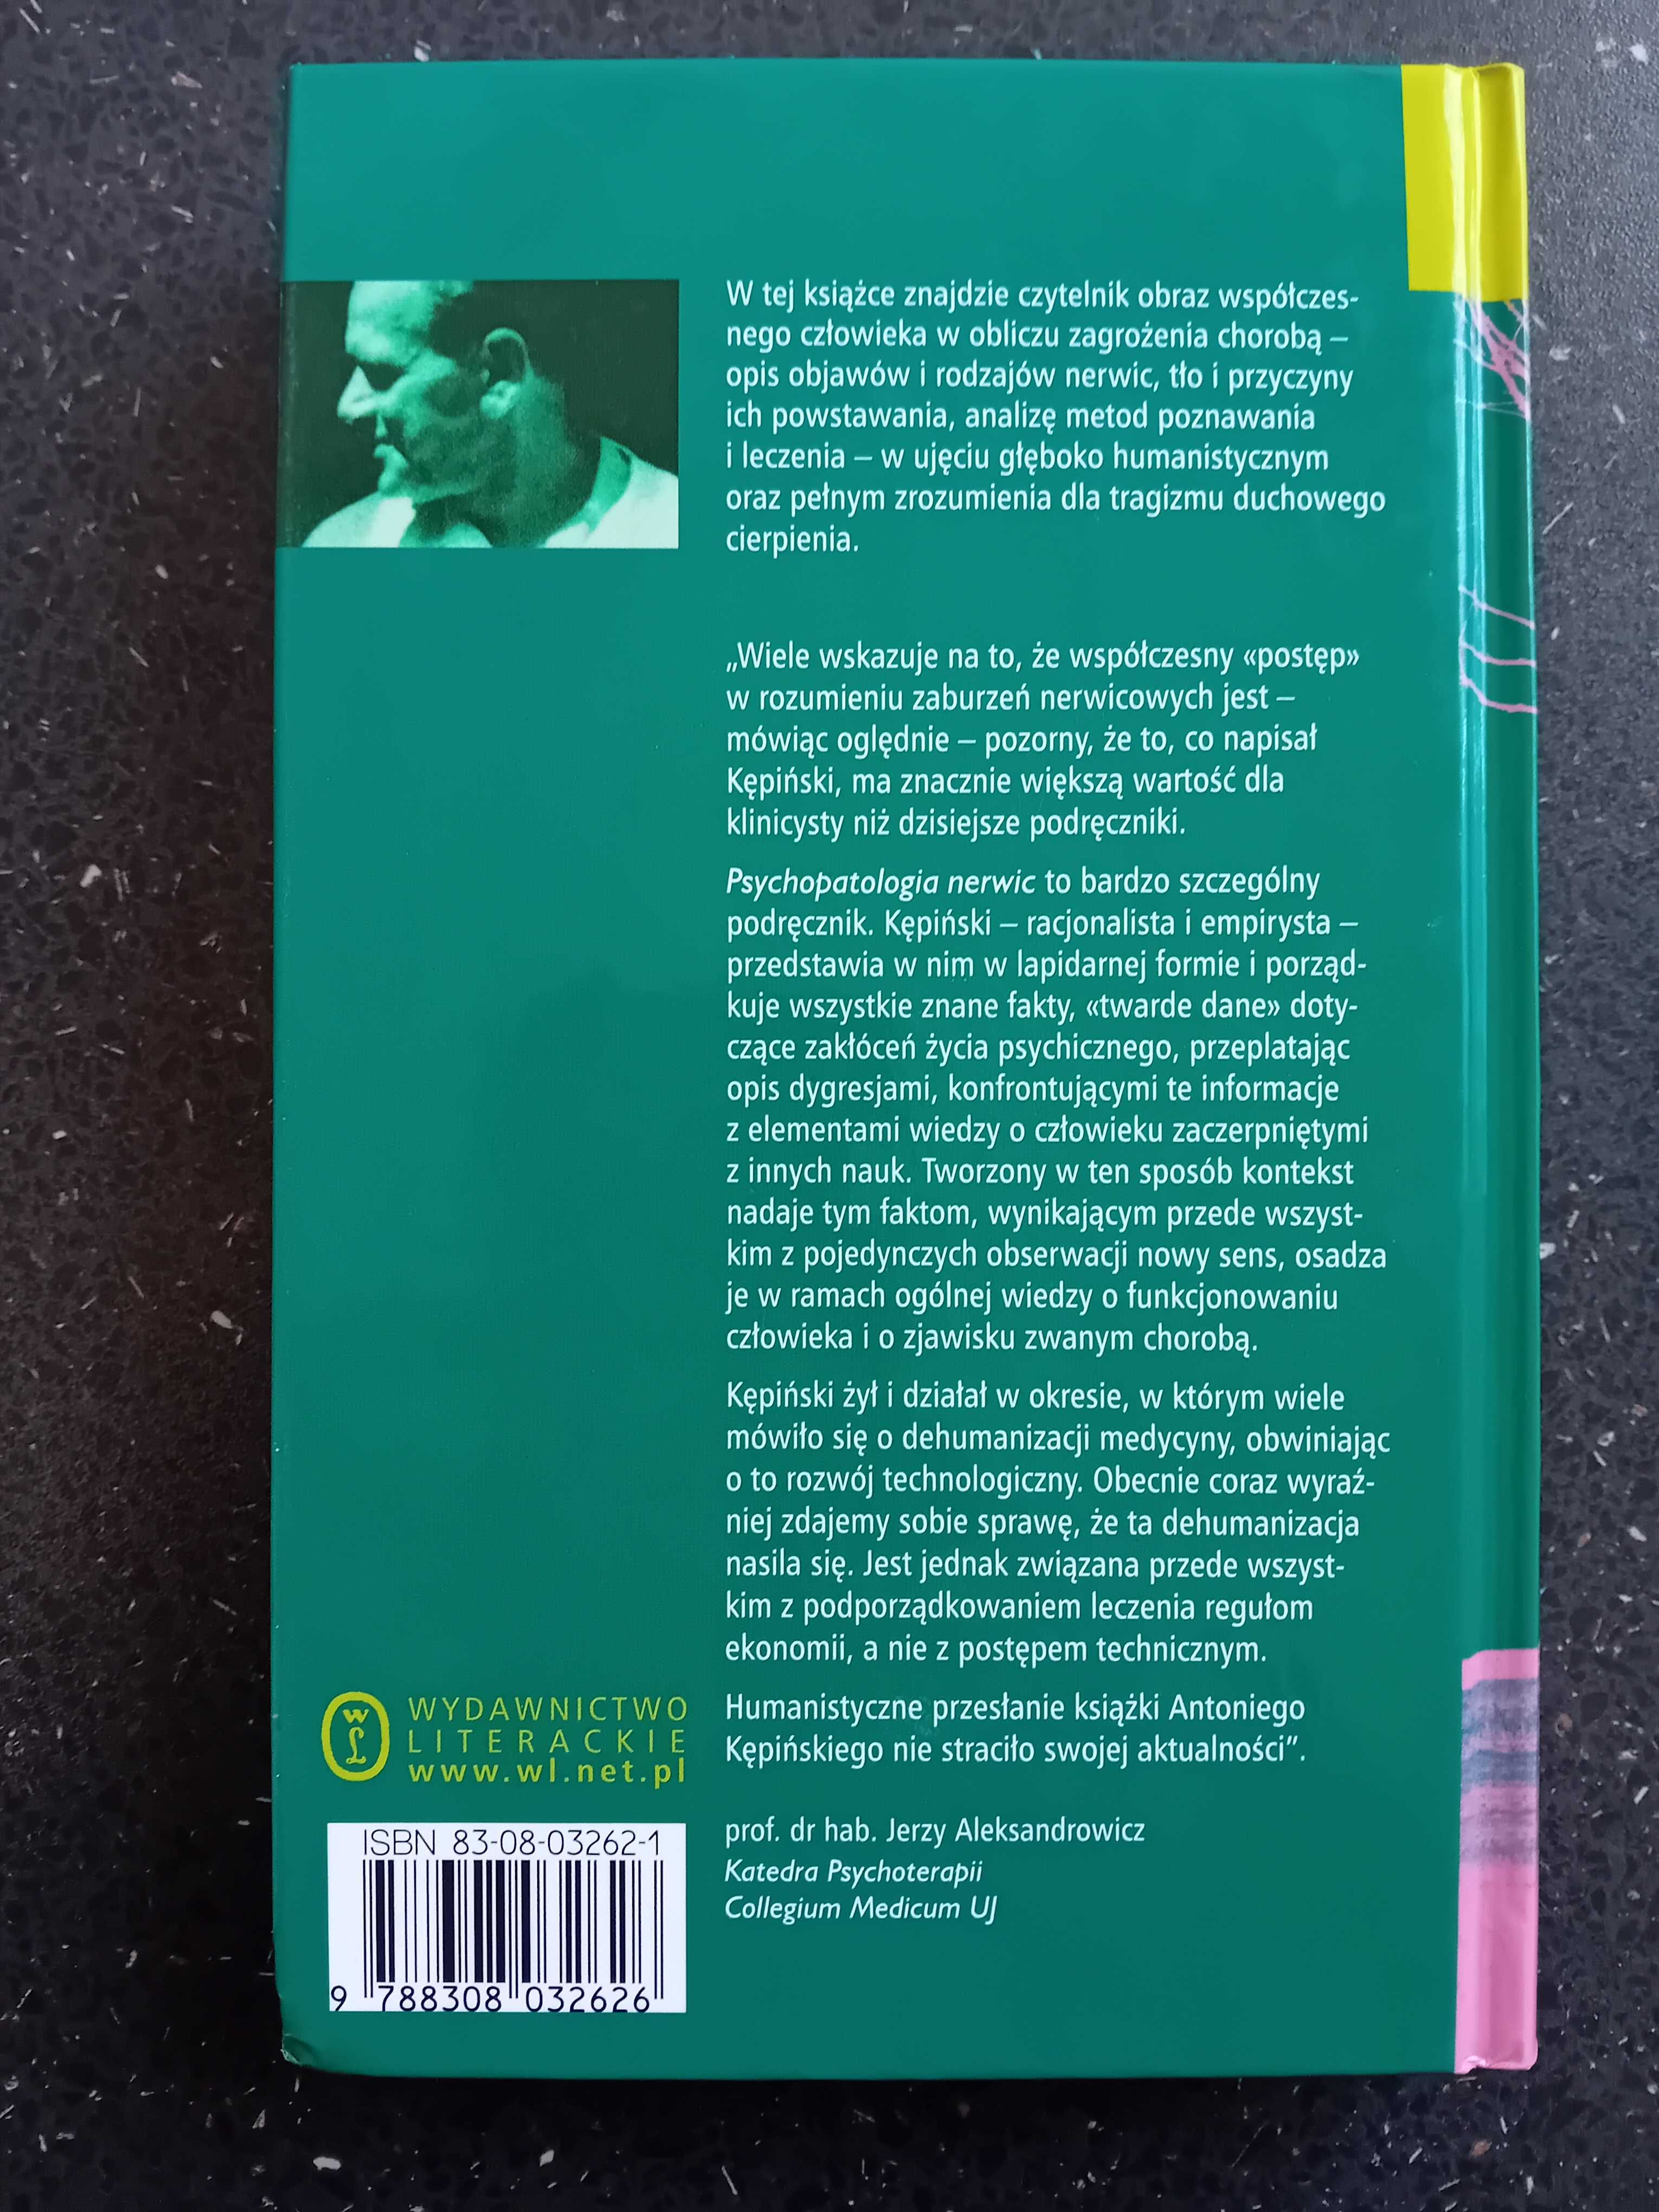 W tej książce znajdzie czytelnik obraz współczes-
nego człowieka w obliczu zagrożenia chorobą –
opis objawów i rodzajów nerwic, tło i przyczyny
ich powstawania, analizę metod poznawania
i leczenia – w ujęciu głęboko humanistycznym
oraz pełnym zrozumienia dla tragizmu duchowego
cierpienia.
„Wiele wskazuje na to, że współczesny «postęp»
w rozumieniu zaburzeń nerwicowych jest –
mówiąc oględnie – pozorny, że to, co napisał
Kępiński, ma znacznie większą wartość dla
klinicysty niż dzisiejsze podręczniki.
Psychopatologia nerwic to bardzo szczególny
podręcznik. Kępiński – racjonalista i empirysta –
przedstawia w nim w lapidarnej formie i porząd-
kuje wszystkie znane fakty, «twarde dane» doty-
czące zakłóceń życia psychicznego, przeplatając
opis dygresjami, konfrontującymi te informacje
z elementami wiedzy o człowieku zaczerpniętymi
z innych nauk. Tworzony w ten sposób kontekst
nadaje tym faktom, wynikającym przede wszyst-
kim z pojedynczych obserwacji nowy sens, osadza
je w ramach ogólnej wiedzy o funkcjonowaniu
człowieka i o zjawisku zwanym chorobą.
Kępiński żył i działał w okresie, w którym wiele
mówiło się o dehumanizacji medycyny, obwiniając
o to rozwój technologiczny. Obecnie coraz wyraź-
niej zdajemy sobie sprawę, że ta dehumanizacja
nasila się. Jest jednak związana przede wszyst-
kim z podporządkowaniem leczenia regułom
ekonomii, a nie z postępem technicznym.
Humanistyczne przesłanie książki Antoniego
Kępińskiego nie straciło swojej aktualności”.
prof. dr hab. Jerzy Aleksandrowicz
Katedra Psychoterapii
Collegium Medicum UJ
WL
WYDAWNICTWO
LITERACKIE
www.wl.net.pl
ISBN 83-08-03262-1
9 788308 032626